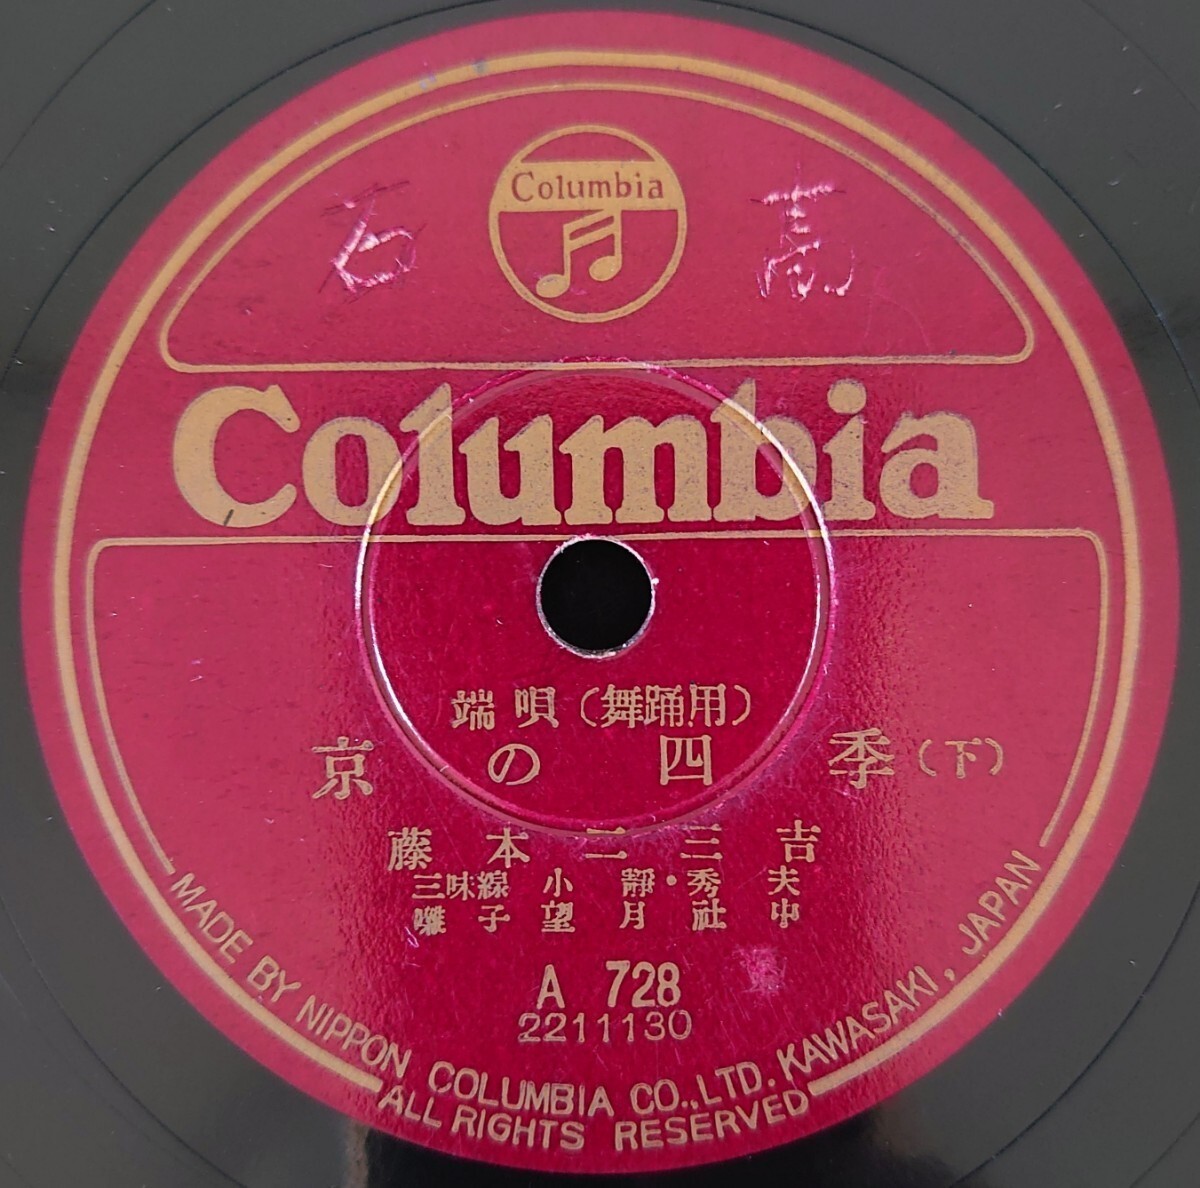 Columbia
石 高
Columbia
端唄(舞踊用)
京の四季(下)
藤本二三吉
三味線 小靜・秀夫
囃子 望月社中
A 728
2211130
MADE BY NIPPON COLUMBIA CO., LTD. KAWASAKI, JAPAN
ALL RIGHTS RESERVED